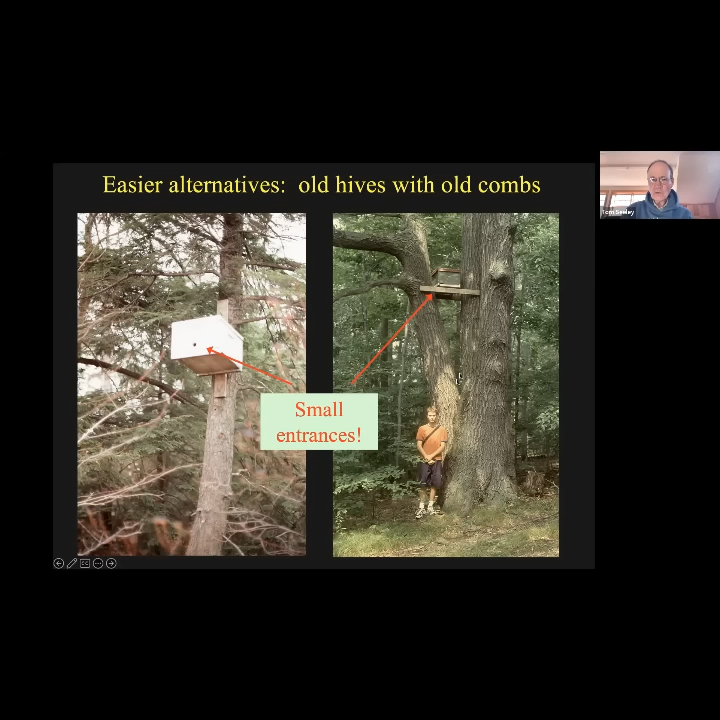 Easier alternatives: old hives with old combs
Tom Seeley
Small
entrances!